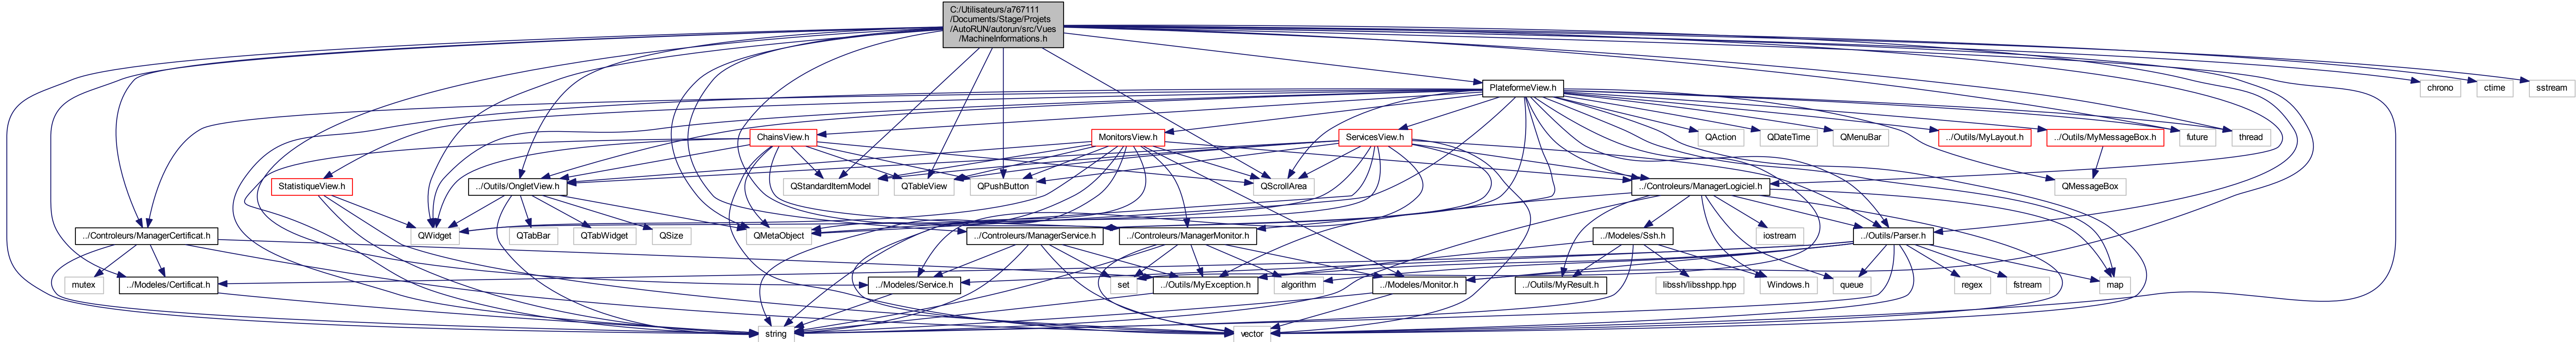 C:/Utilisateurs/a767111
/Documents/Stage/Projets
/AutoRUN/autorun/src/Vues
/MachineInformations.h
PlateformeView.h
chrono
ctime
sstream
ChainsView.h
MonitorsView.h
ServicesView.h
QAction
QDateTime
QMenuBar
../Outils/MyLayout.h
../Outils/MyMessageBox.h
future
thread
StatistiqueView.h
../Outils/OngletView.h
QStandardItemModel
QTableView
QPushButton
QScrollArea
../Controleurs/ManagerLogiciel.h
QMessageBox
../Controleurs/ManagerCertificat.h
QWidget
QTabBar
QTabWidget
QSize
QMetaObject
../Controleurs/ManagerService.h
../Controleurs/ManagerMonitor.h
../Modeles/Ssh.h
iostream
../Outils/Parser.h
mutex
../Modeles/Certificat.h
../Modeles/Service.h
set
../Outils/MyException.h
algorithm
../Modeles/Monitor.h
../Outils/MyResult.h
libssh/libsshpp.hpp
Windows.h
queue
regex
fstream
map
string
vector